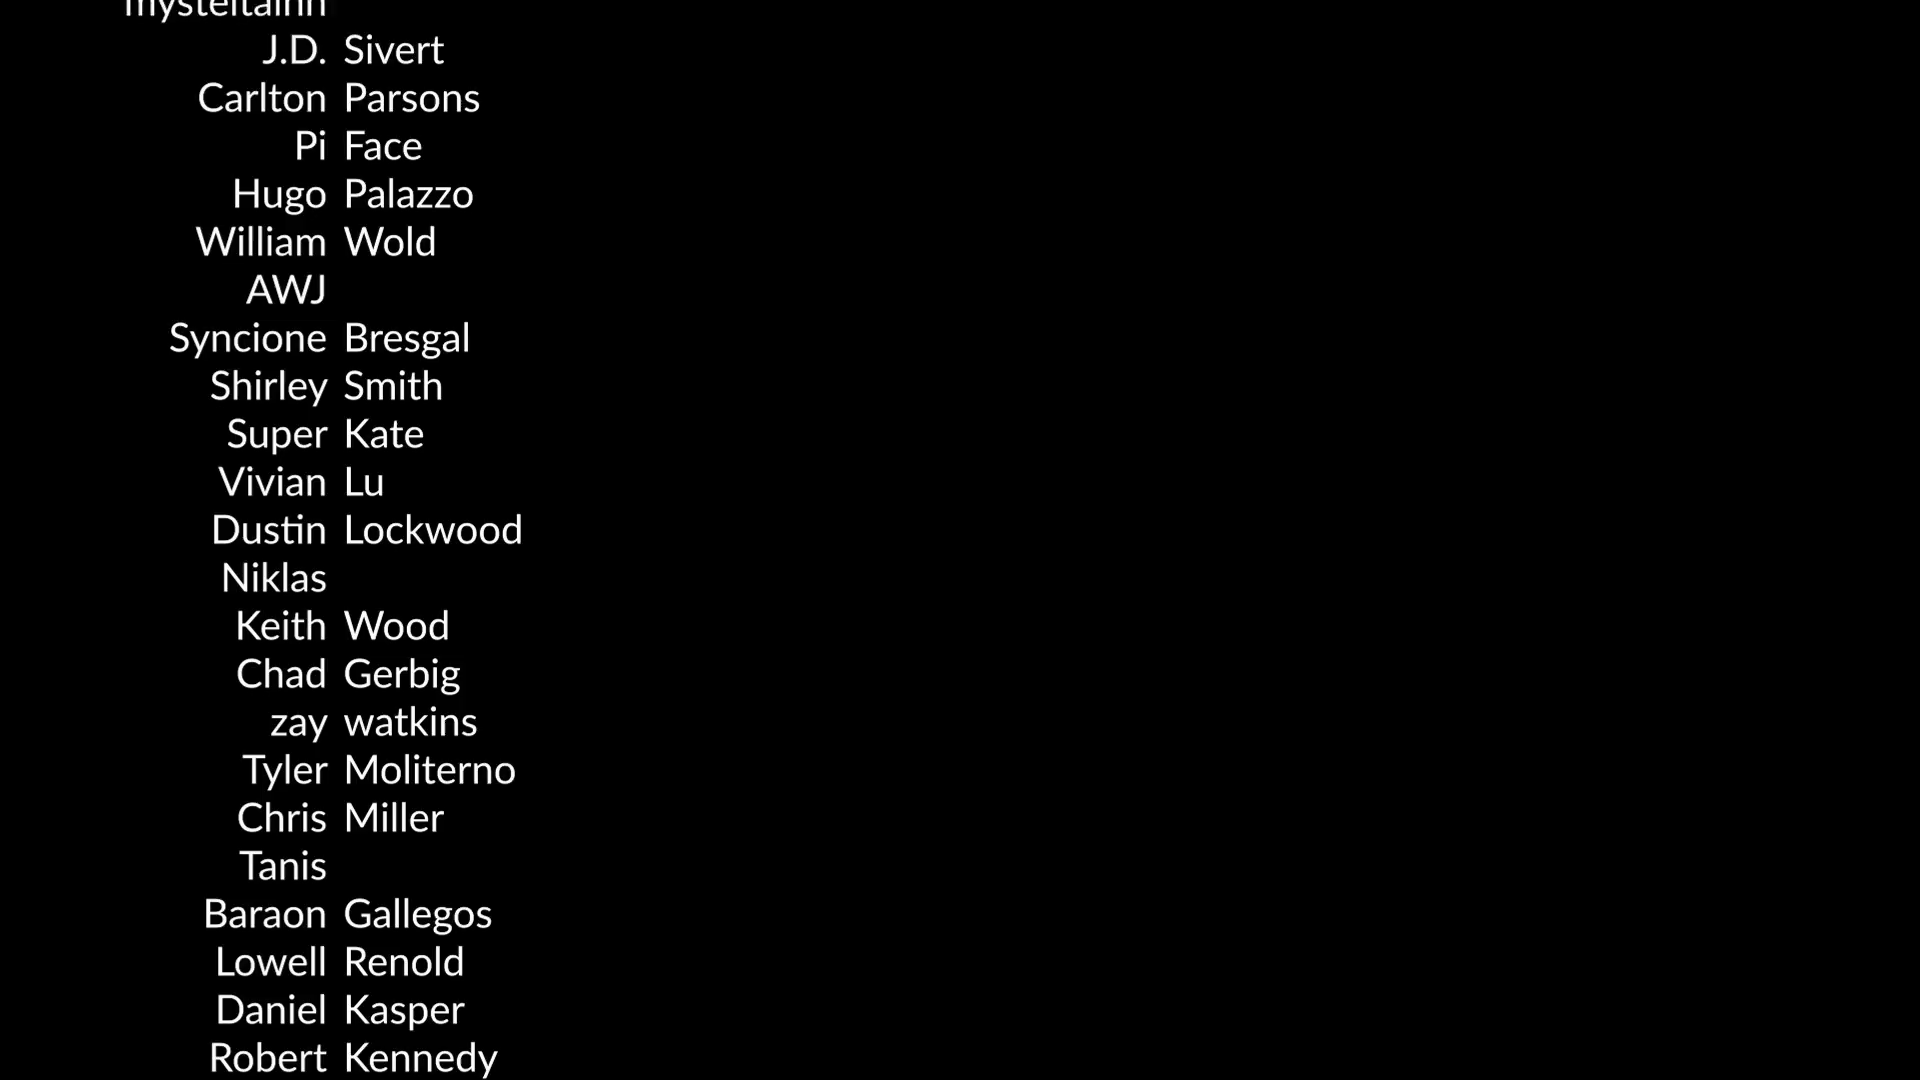 mysteltainn
J.D. Sivert
Carlton Parsons
Pi Face
Hugo Palazzo
William Wold
AWJ
Syncione Bresgal
Shirley Smith
Super Kate
Vivian Lu
Dustin Lockwood
Niklas
Keith Wood
Chad Gerbig
zay watkins
Tyler Moliterno
Chris Miller
Tanis
Baraon Gallegos
Lowell Renold
Daniel Kasper
Robert Kennedy